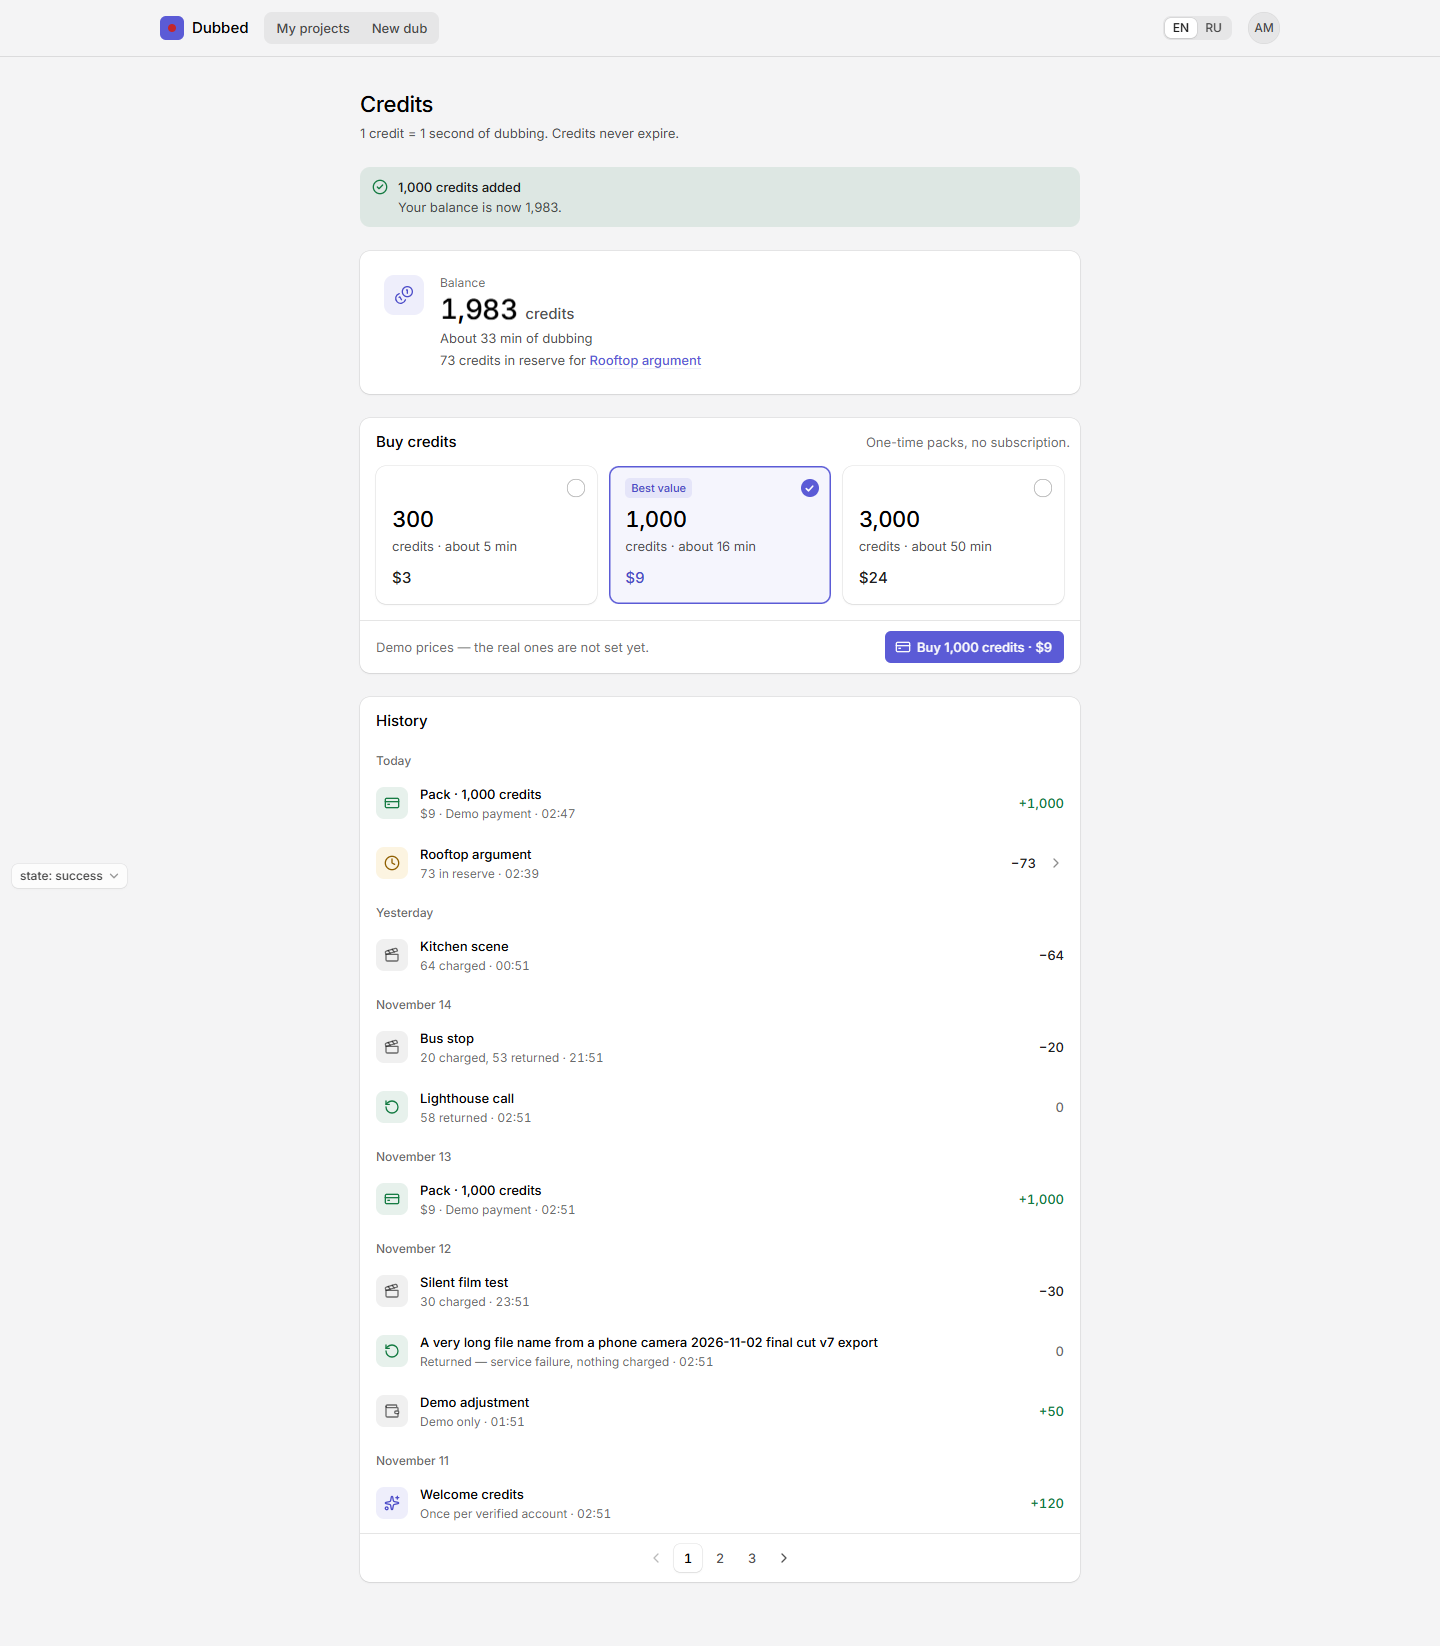 Dubbed
My projects
New dub
EN
RU
AM
Credits
1 credit = 1 second of dubbing. Credits never expire.
1,000 credits added
Your balance is now 1,983.
Balance
1,983 credits
About 33 min of dubbing
73 credits in reserve for Rooftop argument
Buy credits
One-time packs, no subscription.
300
credits · about 5 min
$3
Best value
1,000
credits · about 16 min
$9
3,000
credits · about 50 min
$24
Demo prices — the real ones are not set yet.
Buy 1,000 credits · $9
History
Today
Pack · 1,000 credits
$9 · Demo payment · 02:47
+1,000
Rooftop argument
73 in reserve · 02:39
−73
state: success
Yesterday
Kitchen scene
64 charged · 00:51
−64
November 14
Bus stop
20 charged, 53 returned · 21:51
−20
Lighthouse call
58 returned · 02:51
0
November 13
Pack · 1,000 credits
$9 · Demo payment · 02:51
+1,000
November 12
Silent film test
30 charged · 23:51
−30
A very long file name from a phone camera 2026-11-02 final cut v7 export
Returned — service failure, nothing charged · 02:51
0
Demo adjustment
Demo only · 01:51
+50
November 11
Welcome credits
Once per verified account · 02:51
+120
1
2
3